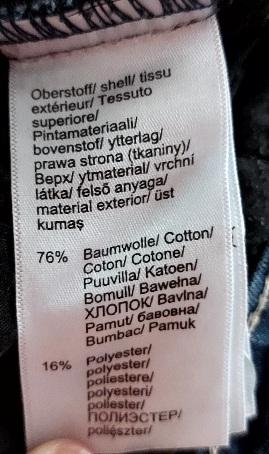 Oberstoff/ shell/ tissu
extérieur/ Tessuto
superiore/
Pintamateriaali/
bovenstof/ ytterlag/
prawa strona (tkaniny)/
Верх/ ytmaterial/ vrchní
látka/ felső anyaga/
material exterior/ üst
kumaş
76% Baumwolle/ Cotton/
Coton/ Cotone/
Puuvilla/ Katoen/
Bomull/ Bawełna/
ХЛОПОК/ Bavlna/
Pamut/ бавовна/
Bumbac/ Pamuk
16% Polyester/
polyester/
poliestere/
polyesteri/
poliester/
ПОЛИЭСТЕР/
poliészter/